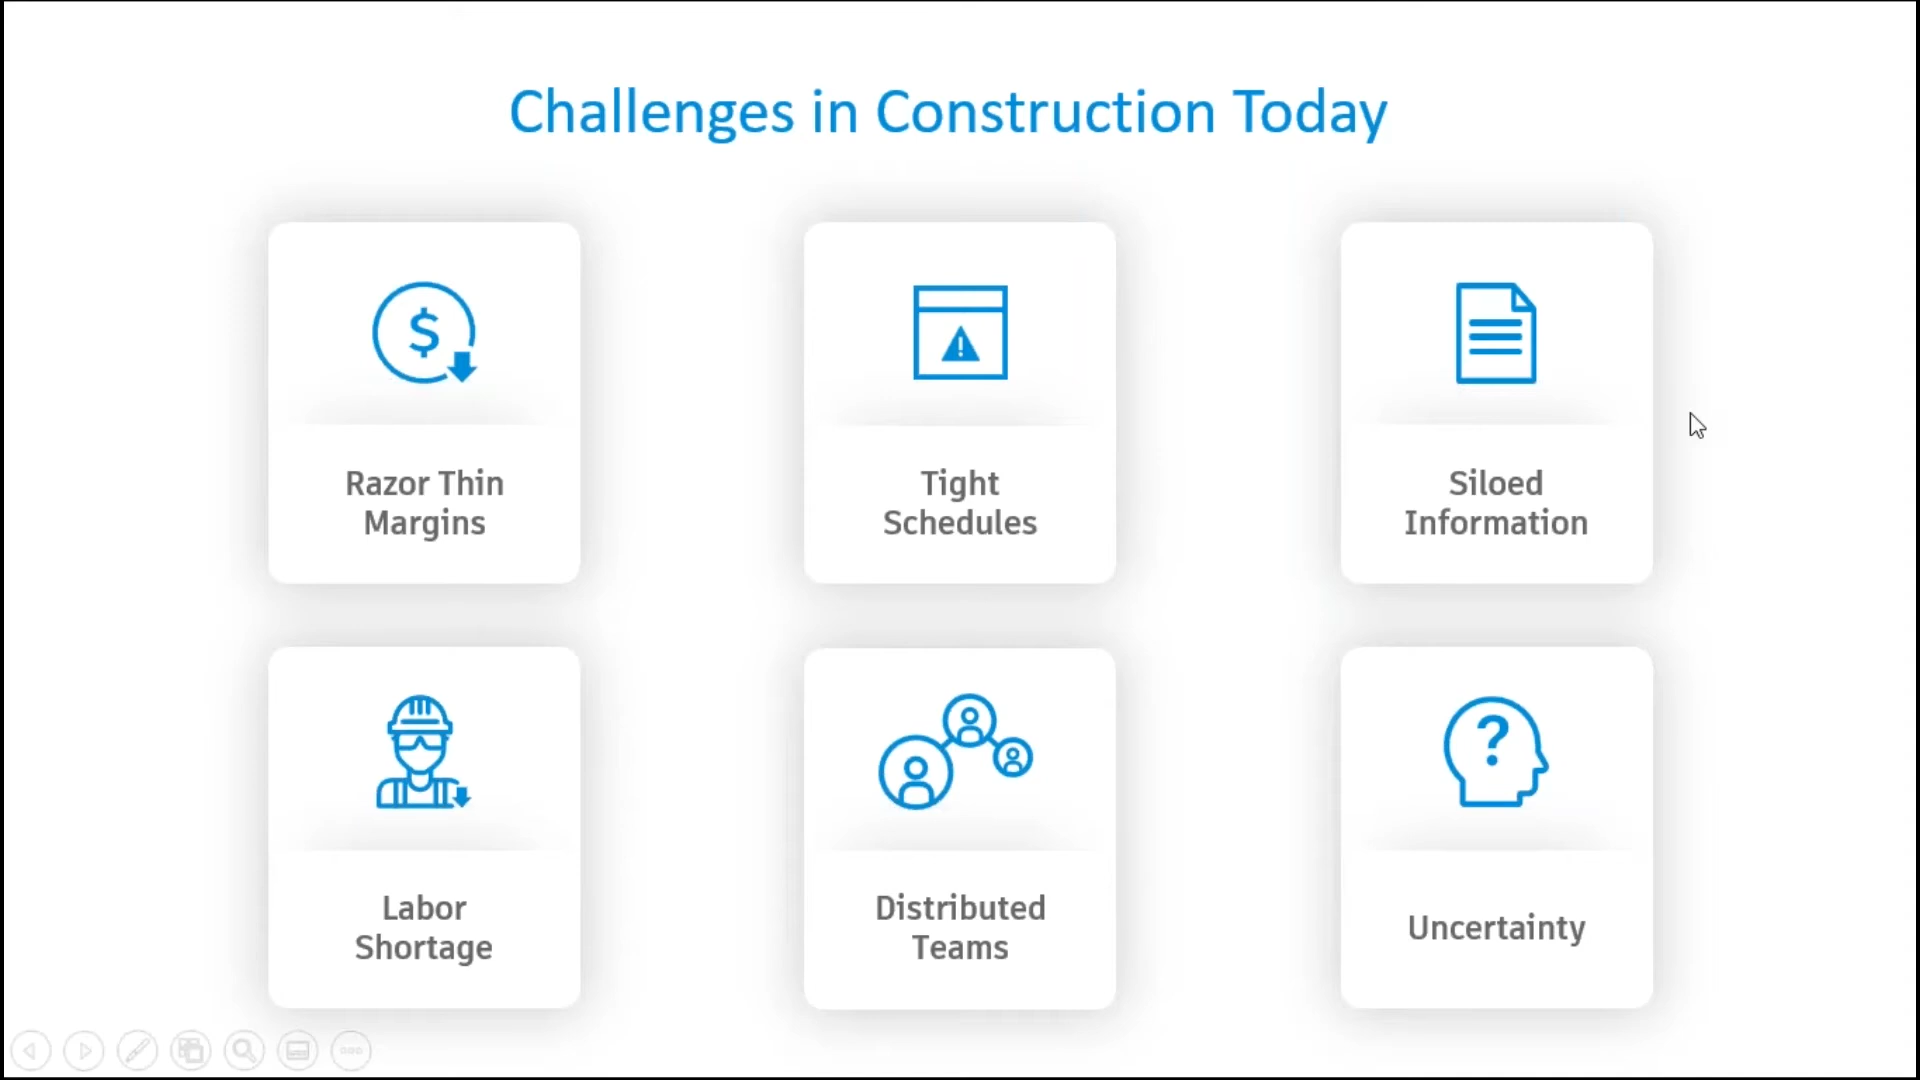 Challenges in Construction Today
$
Razor Thin
Margins
!
Tight
Schedules
Siloed
Information
Labor
Shortage
Distributed
Teams
?
Uncertainty